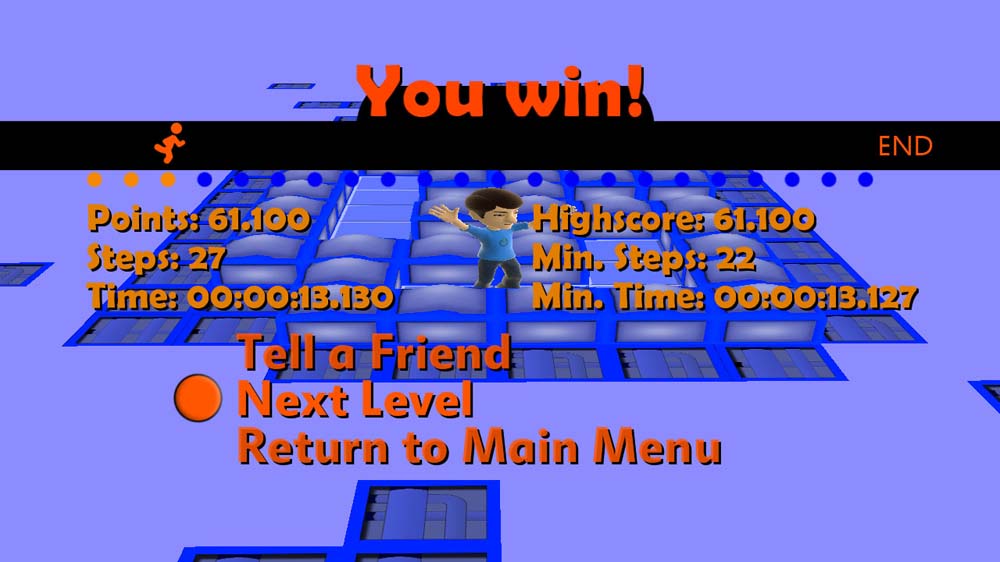 You win!
END
Points: 61.100
Highscore: 61.100
Steps: 27
Min. Steps: 22
Time: 00:00:13.130
Min. Time: 00:00:13.127
Tell a Friend
Next Level
Return to Main Menu